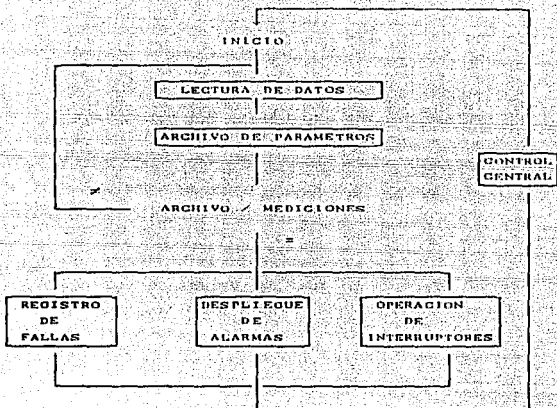 INICIO
LECTURA DE DATOS
ARCHIVO DE PARAMETROS
CONTROL
CENTRAL
≠
ARCHIVO / MEDICIONES
=
REGISTRO
DE
FALLAS
DESPLIEGUE
DE
ALARMAS
OPERACION
DE
INTERRUPTORES